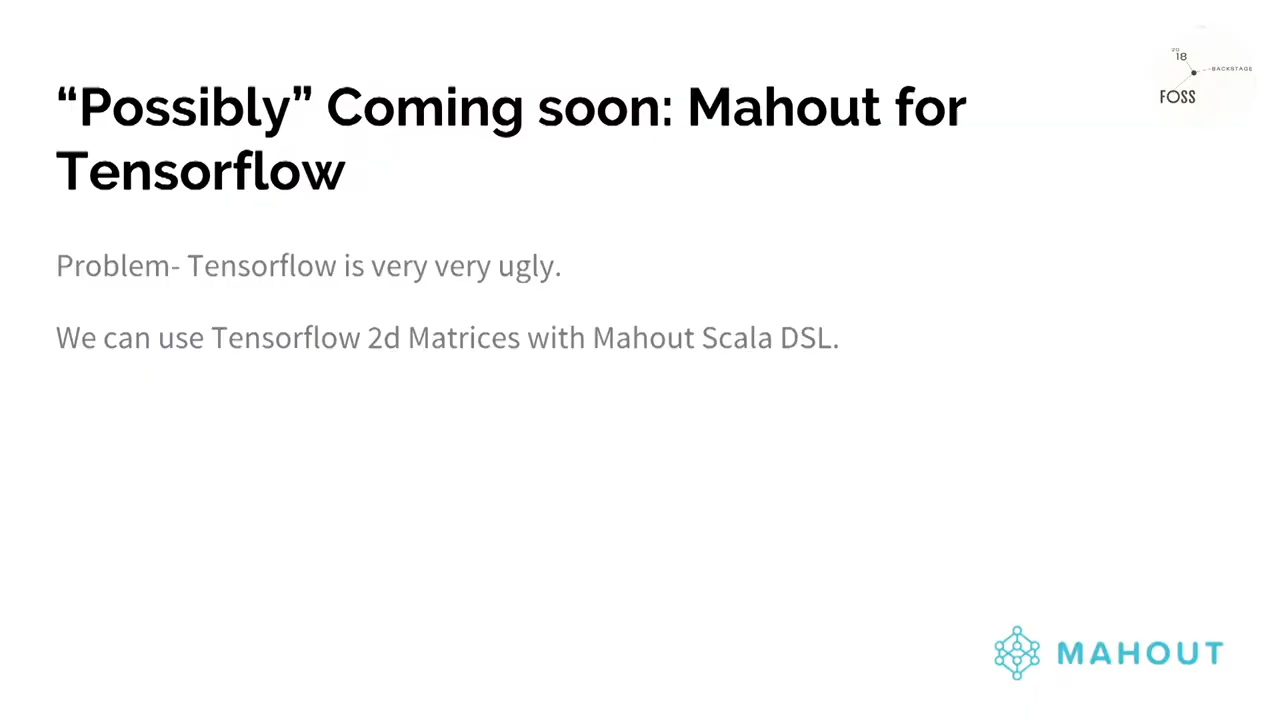 20
18
BACKSTAGE
FOSS
“Possibly” Coming soon: Mahout for
Tensorflow
Problem- Tensorflow is very very ugly.
We can use Tensorflow 2d Matrices with Mahout Scala DSL.
MAHOUT